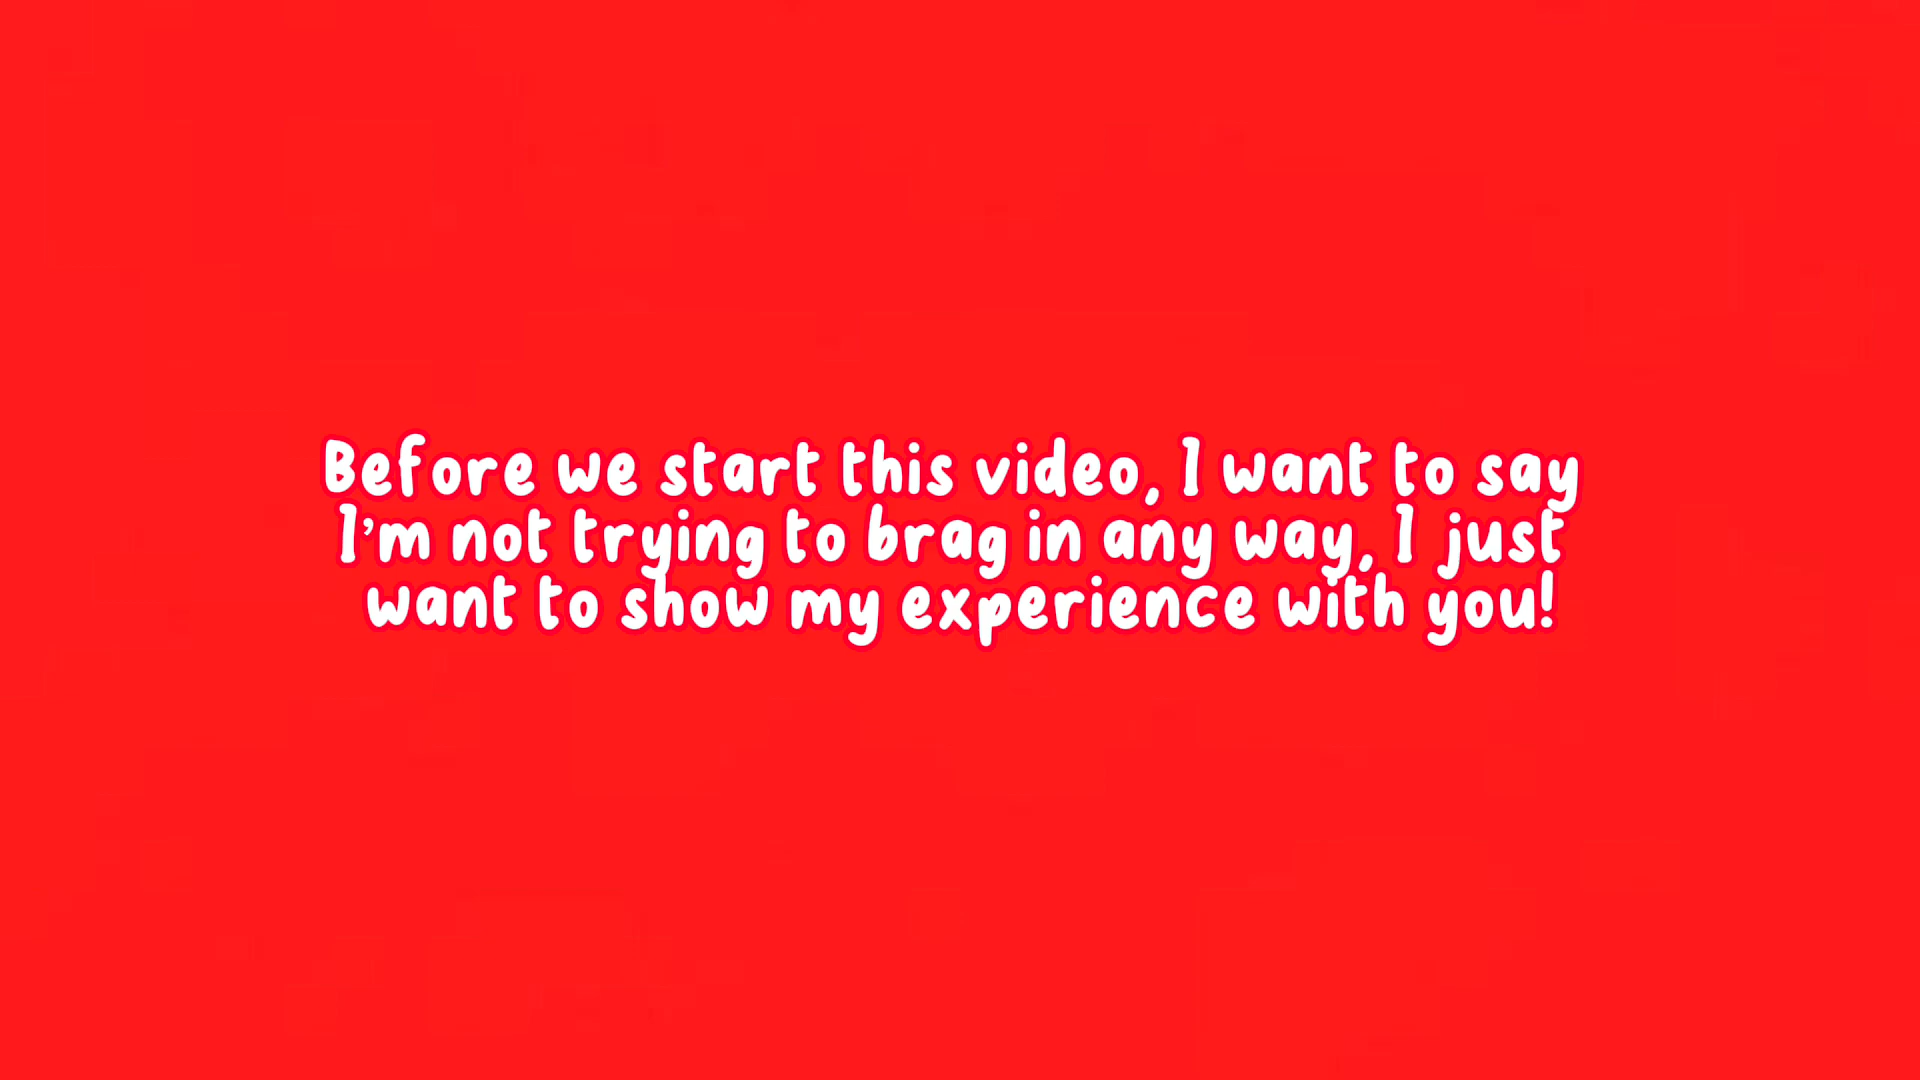 Before we start this video, I want to say
I'm not trying to brag in any way, I just
want to show my experience with you!